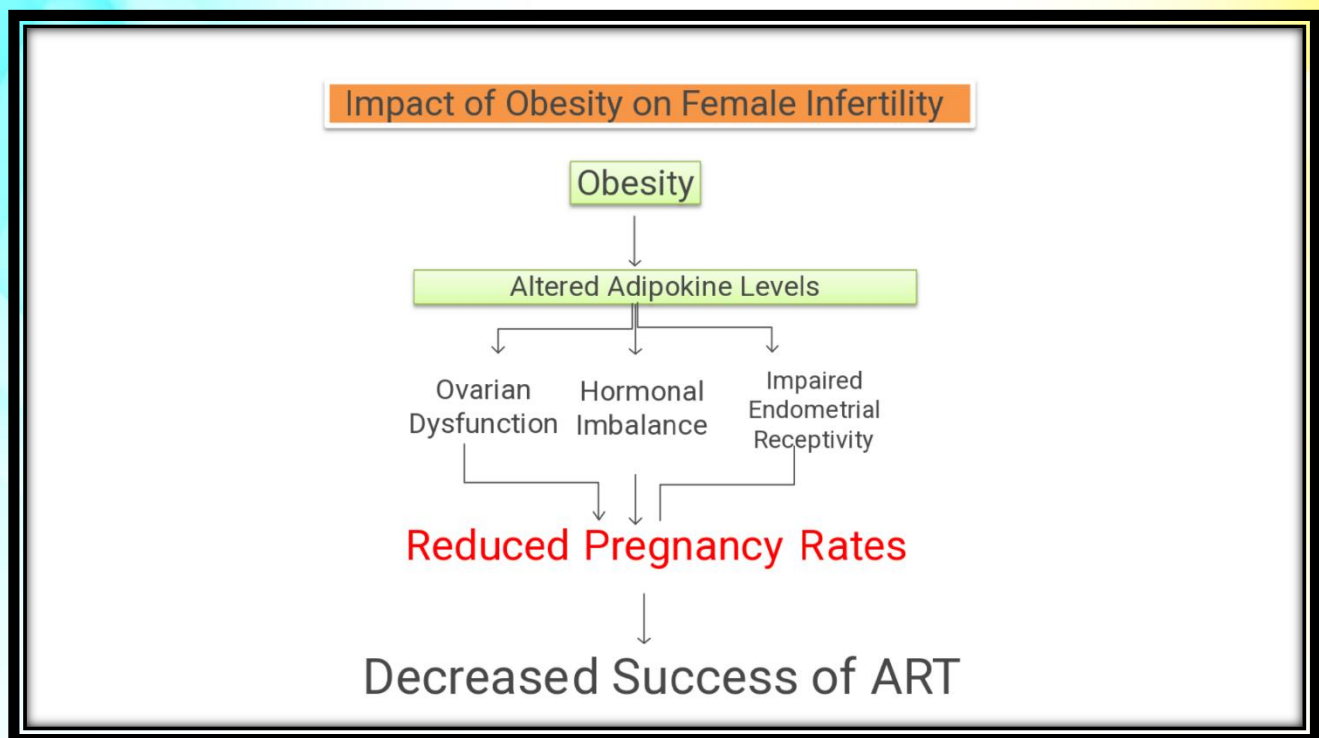 Impact of Obesity on Female Infertility
Obesity
Altered Adipokine Levels
Ovarian
Dysfunction
Hormonal
Imbalance
Impaired
Endometrial
Receptivity
Reduced Pregnancy Rates
Decreased Success of ART